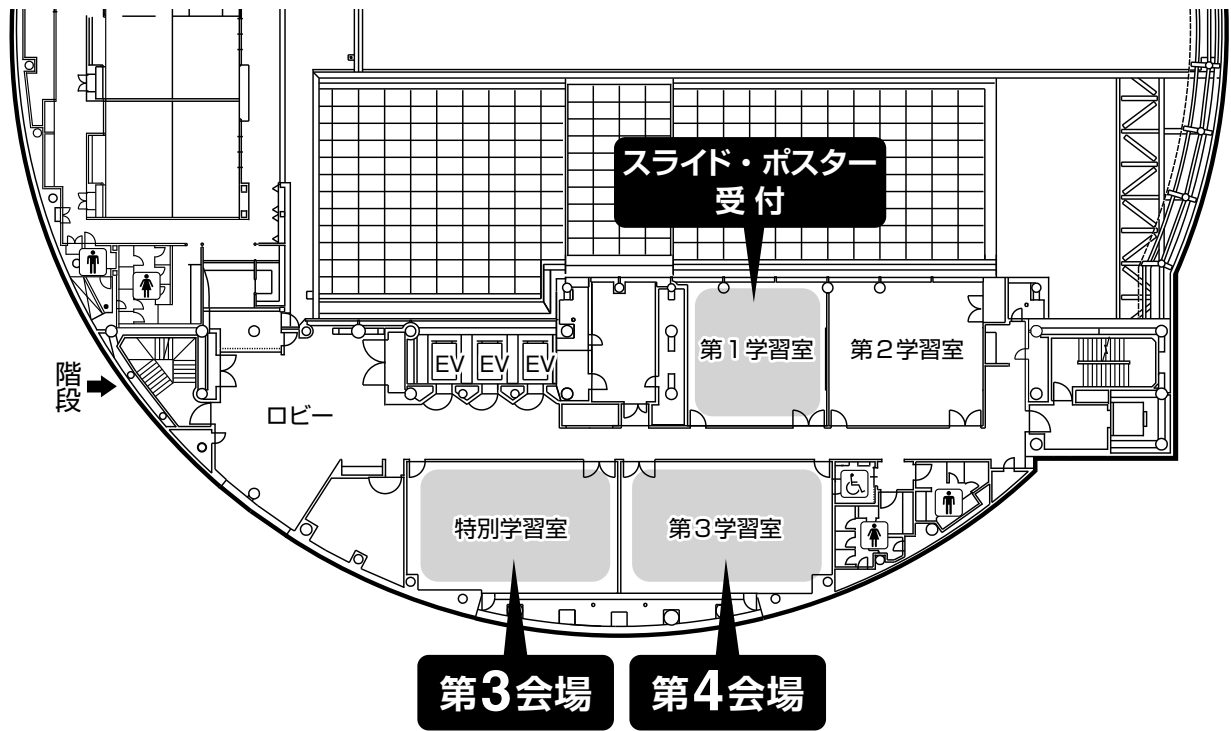 スライド・ポスター
受付
第1学習室
第2学習室
EV
EV
EV
階段
ロビー
特別学習室
第3学習室
第3会場
第4会場